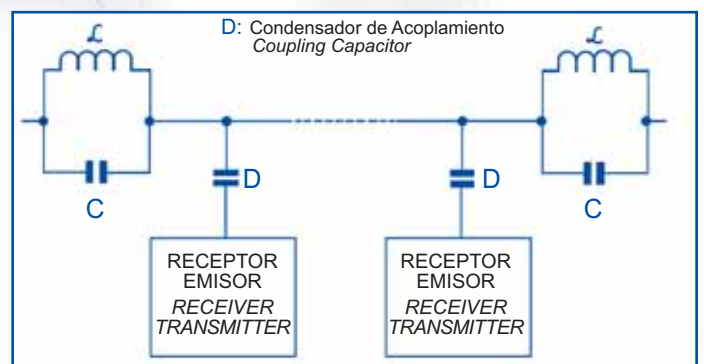 ℒ
D: Condensador de Acoplamiento
Coupling Capacitor
ℒ
D
D
C
C
RECEPTOR
EMISOR
RECEIVER
TRANSMITTER
RECEPTOR
EMISOR
RECEIVER
TRANSMITTER